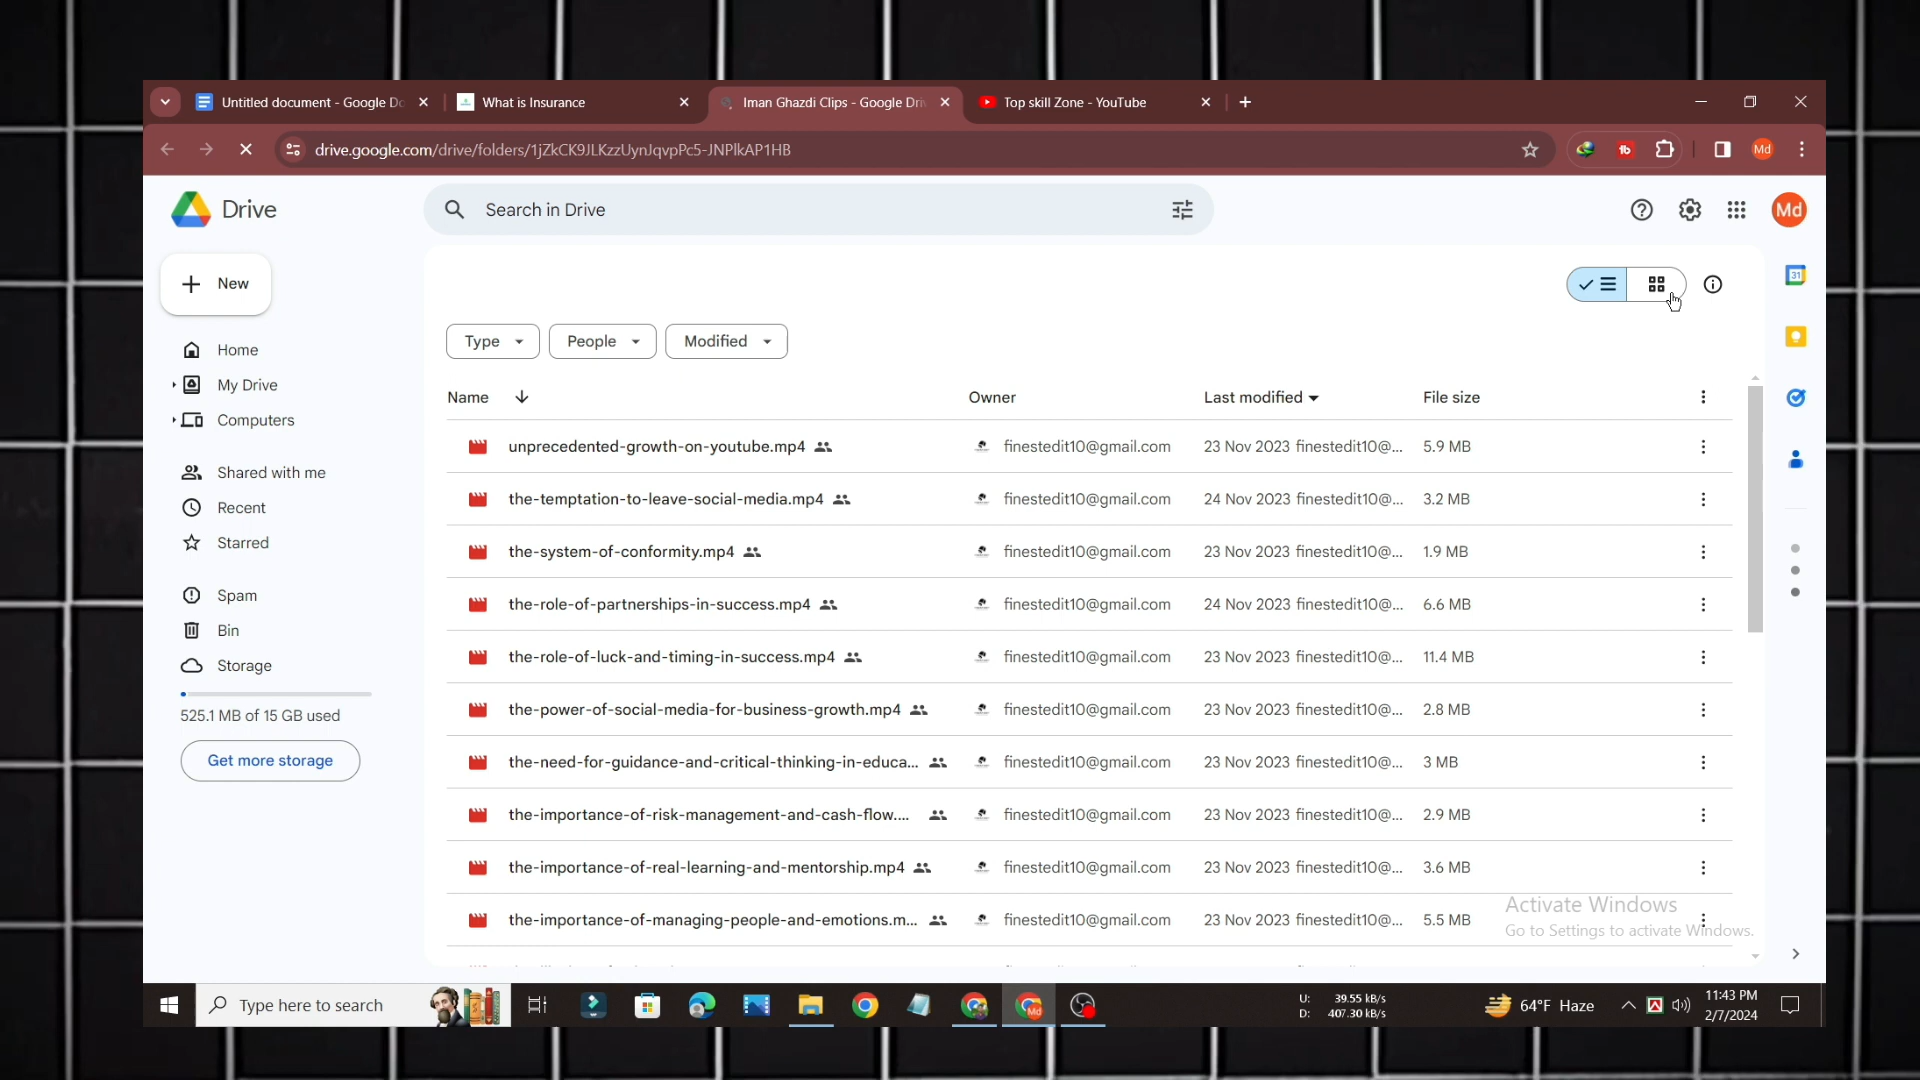 Untitled document - Google Do
What is Insurance
Iman Ghazdi Clips - Google Driv
Top skill Zone - YouTube
drive.google.com/drive/folders/1jZkCK9JLKzzUynJqvpPc5-JNPlkAP1HB
Md
Drive
Search in Drive
Md
New
Home
My Drive
Computers
Shared with me
Recent
Starred
Spam
Bin
Storage
525.1 MB of 15 GB used
Get more storage
Type People Modified
Name Owner Last modified File size
unprecedented-growth-on-youtube.mp4 finestedit10@gmail.com 23 Nov 2023 finestedit10@... 5.9 MB
the-temptation-to-leave-social-media.mp4 finestedit10@gmail.com 24 Nov 2023 finestedit10@... 3.2 MB
the-system-of-conformity.mp4 finestedit10@gmail.com 23 Nov 2023 finestedit10@... 1.9 MB
the-role-of-partnerships-in-success.mp4 finestedit10@gmail.com 24 Nov 2023 finestedit10@... 6.6 MB
the-role-of-luck-and-timing-in-success.mp4 finestedit10@gmail.com 23 Nov 2023 finestedit10@... 11.4 MB
the-power-of-social-media-for-business-growth.mp4 finestedit10@gmail.com 23 Nov 2023 finestedit10@... 2.8 MB
the-need-for-guidance-and-critical-thinking-in-educa... finestedit10@gmail.com 23 Nov 2023 finestedit10@... 3 MB
the-importance-of-risk-management-and-cash-flow.... finestedit10@gmail.com 23 Nov 2023 finestedit10@... 2.9 MB
the-importance-of-real-learning-and-mentorship.mp4 finestedit10@gmail.com 23 Nov 2023 finestedit10@... 3.6 MB
the-importance-of-managing-people-and-emotions.m... finestedit10@gmail.com 23 Nov 2023 finestedit10@... 5.5 MB
31
Activate Windows
Go to Settings to activate Windows.
Type here to search
Md
U: 39.55 kB/s
D: 407.30 kB/s
64°F Haze
11:43 PM
2/7/2024